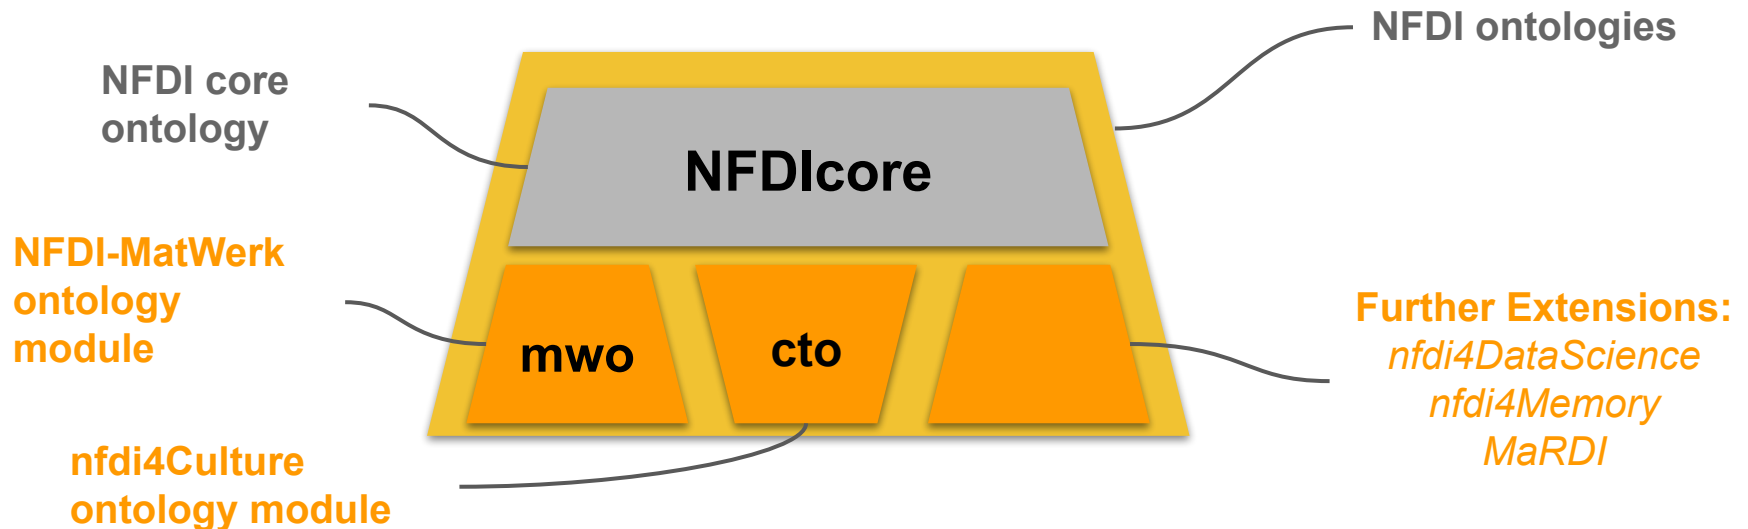 NFDI ontologies
NFDI core
ontology
NFDIcore
NFDI-MatWerk
ontology
module
mwo
cto
Further Extensions:
nfdi4DataScience
nfdi4Memory
MaRDI
nfdi4Culture
ontology module